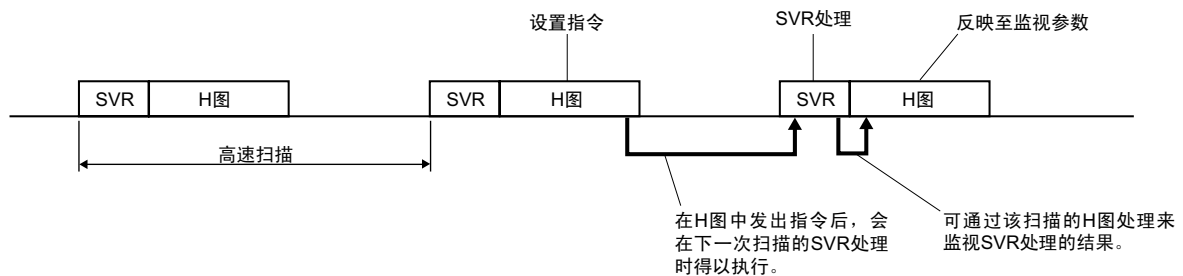 设置指令
SVR处理
反映至监视参数
SVR
H图
SVR
H图
SVR
H图
高速扫描
在H图中发出指令后，会
在下一次扫描的SVR处理
时得以执行。
可通过该扫描的H图处理来
监视SVR处理的结果。